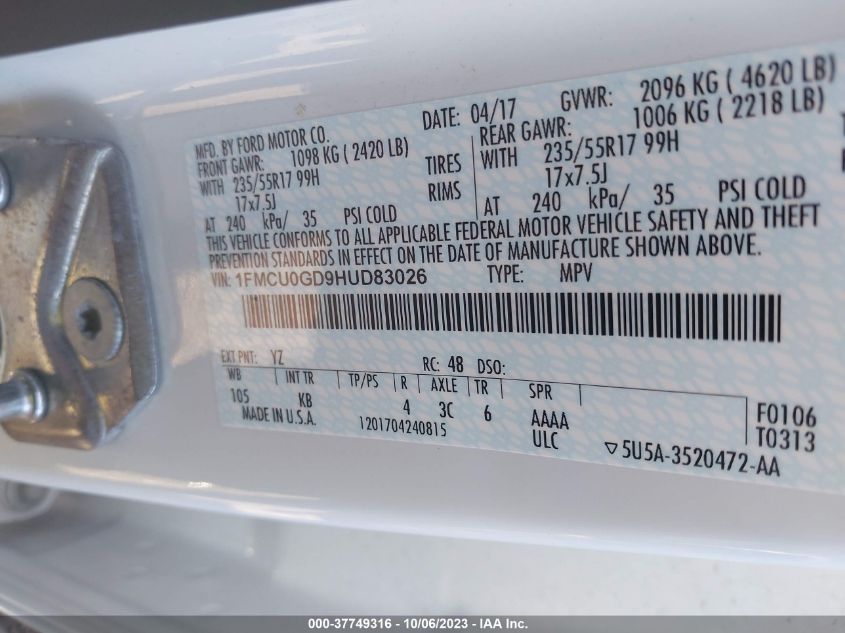 MFD. BY FORD MOTOR CO. DATE: 04/17 GVWR: 2096 KG ( 4620 LB)
FRONT GAWR: 1098 KG ( 2420 LB) REAR GAWR: 1006 KG ( 2218 LB)
WITH 235/55R17 99H TIRES WITH 235/55R17 99H
17x7.5J RIMS 17x7.5J
AT 240 kPa/ 35 PSI COLD AT 240 kPa/ 35 PSI COLD
THIS VEHICLE CONFORMS TO ALL APPLICABLE FEDERAL MOTOR VEHICLE SAFETY AND THEFT
PREVENTION STANDARDS IN EFFECT ON THE DATE OF MANUFACTURE SHOWN ABOVE.
VIN: 1FMCU0GD9HUD83026 TYPE: MPV
EXT PNT: YZ RC: 48 DSO:
WB INT TR TP/PS R AXLE TR SPR
105 KB 4 3C 6 AAAA F0106
MADE IN U.S.A. 1201704240815 ULC T0313
5U5A-3520472-AA
000-37749316 - 10/06/2023 - IAA Inc.